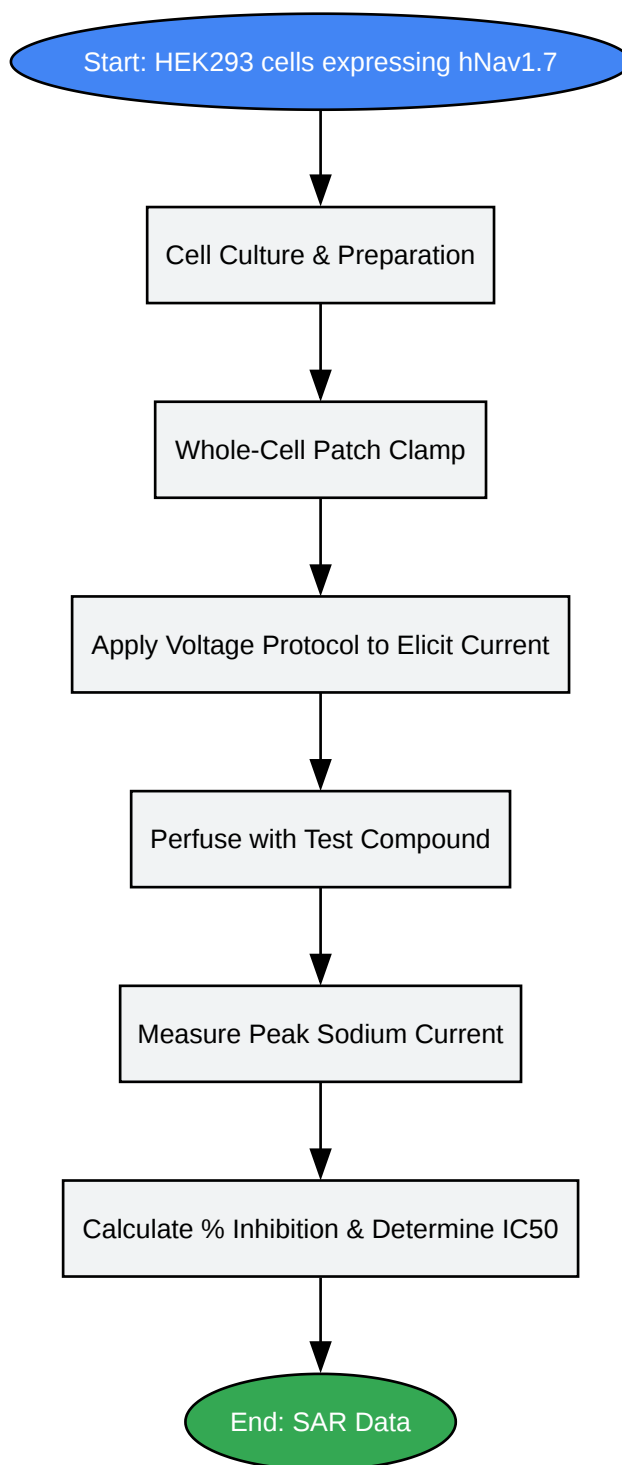 Start: HEK293 cells expressing hNav1.7
Cell Culture & Preparation
Whole-Cell Patch Clamp
Apply Voltage Protocol to Elicit Current
Perfuse with Test Compound
Measure Peak Sodium Current
Calculate % Inhibition & Determine IC50
End: SAR Data